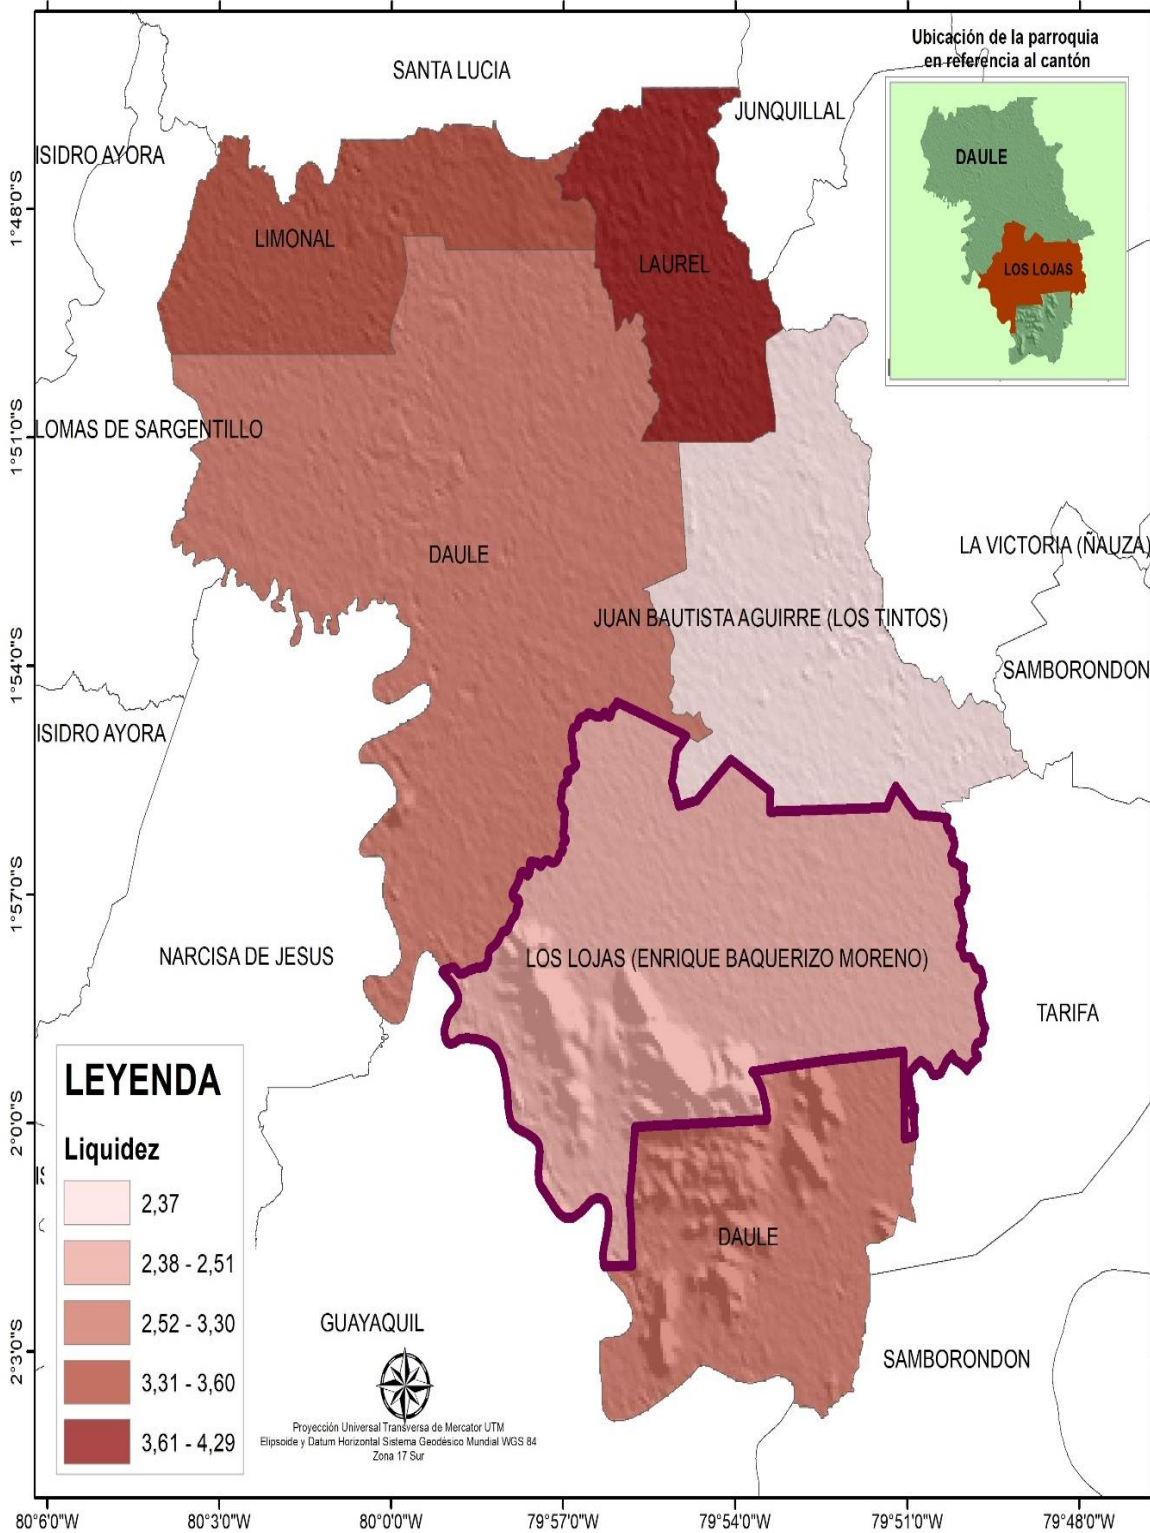 Ubicación de la parroquia
en referencia al cantón
DAULE
LOS LOJAS
SANTA LUCIA
JUNQUILLAL
ISIDRO AYORA
LIMONAL
LAUREL
LOMAS DE SARGENTILLO
DAULE
LA VICTORIA (ÑAUZA)
JUAN BAUTISTA AGUIRRE (LOS TINTOS)
SAMBORONDON
ISIDRO AYORA
NARCISA DE JESUS
LOS LOJAS (ENRIQUE BAQUERIZO MORENO)
TARIFA
DAULE
GUAYAQUIL
SAMBORONDON
LEYENDA
Liquidez
2,37
2,38 - 2,51
2,52 - 3,30
3,31 - 3,60
3,61 - 4,29
Proyección Universal Transversa de Mercator UTM
Elipsoide y Datum Horizontal Sistema Geodésico Mundial WGS 84
Zona 17 Sur
1°48'0"S
1°51'0"S
1°54'0"S
1°57'0"S
2°0'0"S
2°3'0"S
80°6'0"W
80°3'0"W
80°0'0"W
79°57'0"W
79°54'0"W
79°51'0"W
79°48'0"W